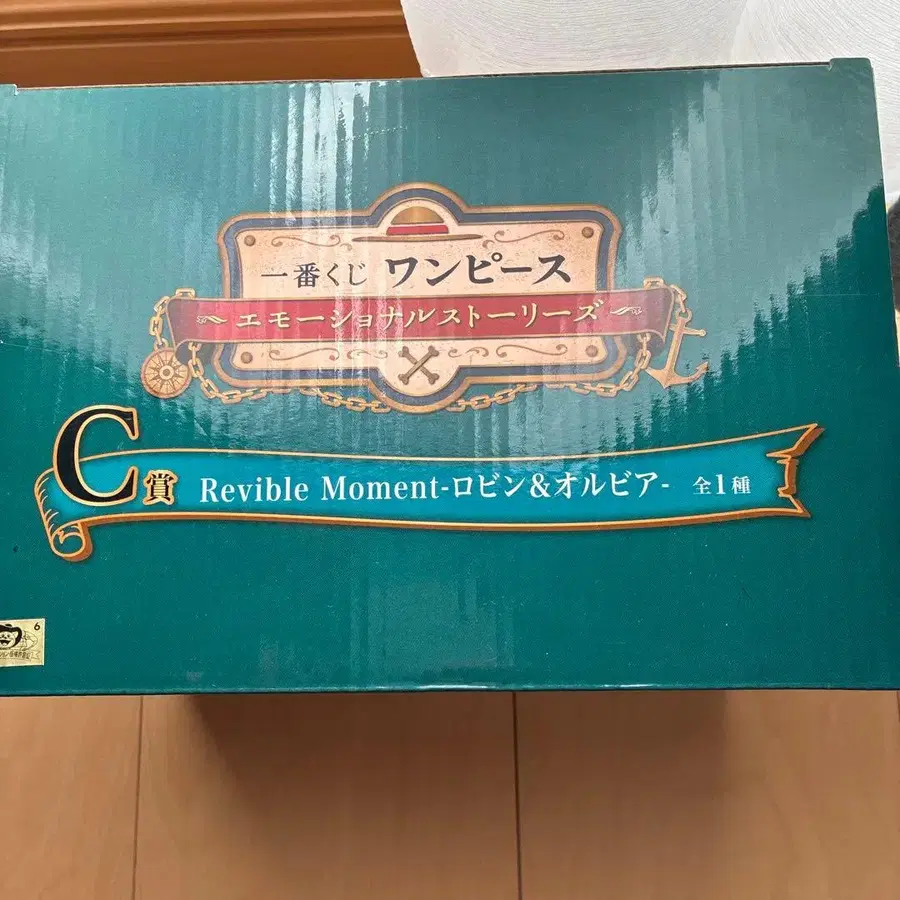 一番くじ ワンピース
エモーショナルストーリーズ
C賞 Revible Moment-ロビン&オルビア- 全1種
6